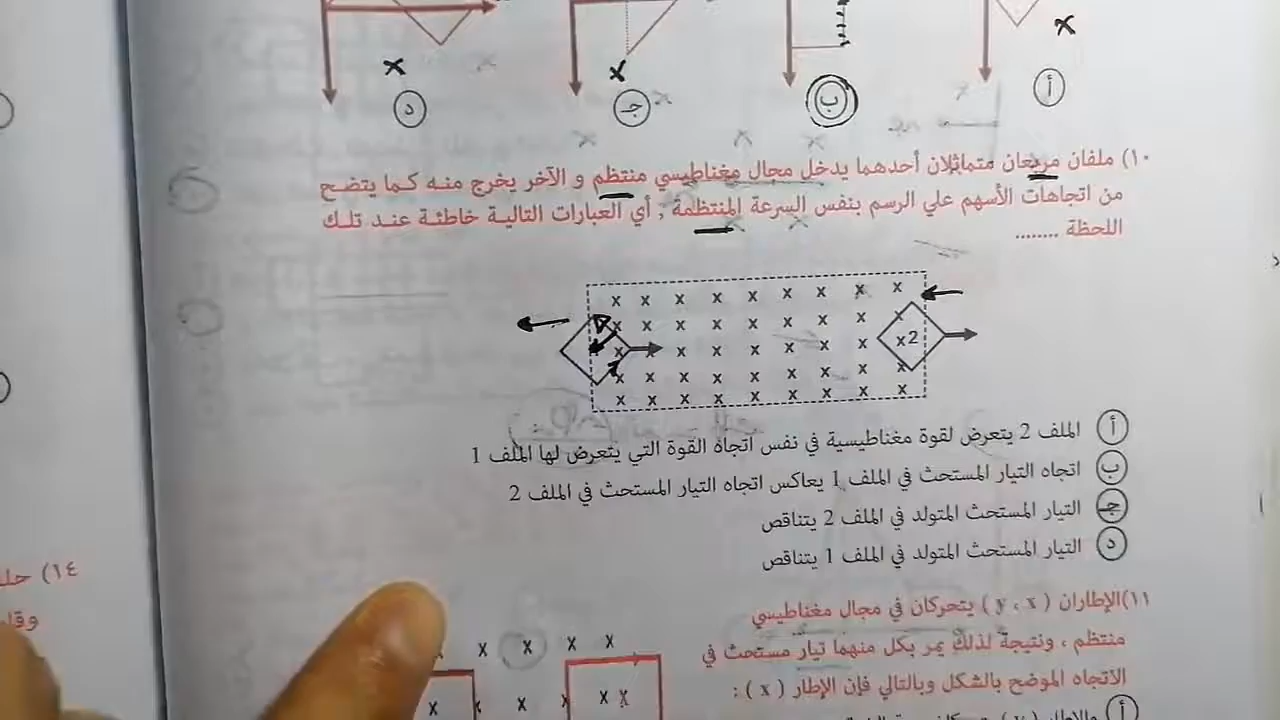 أ
ب
جـ
د
١٠) ملفان مربعان متماثلان أحدهما يدخل مجال مغناطيسي منتظم و الآخر يخرج منه كما يتضح
من اتجاهات الأسهم علي الرسم بنفس السرعة المنتظمة , أي العبارات التالية خاطئة عند تلك
اللحظة ........
x x x x x x x x x
x x x x x x x x x
x x x x x x x x x 2
x x x x x x x x x
x x x x x x x x x
أ الملف 2 يتعرض لقوة مغناطيسية في نفس اتجاه القوة التي يتعرض لها الملف 1
ب اتجاه التيار المستحث في الملف 1 يعاكس اتجاه التيار المستحث في الملف 2
جـ التيار المستحث المتولد في الملف 2 يتناقص
د التيار المستحث المتولد في الملف 1 يتناقص
١١) الإطاران ( y ، x ) يتحركان في مجال مغناطيسي
منتظم ، ونتيجة لذلك يمر بكل منهما تيار مستحث في
الاتجاه الموضح بالشكل وبالتالي فإن الإطار ( x ) :
x x x x
x x x x x
أ
١٤)